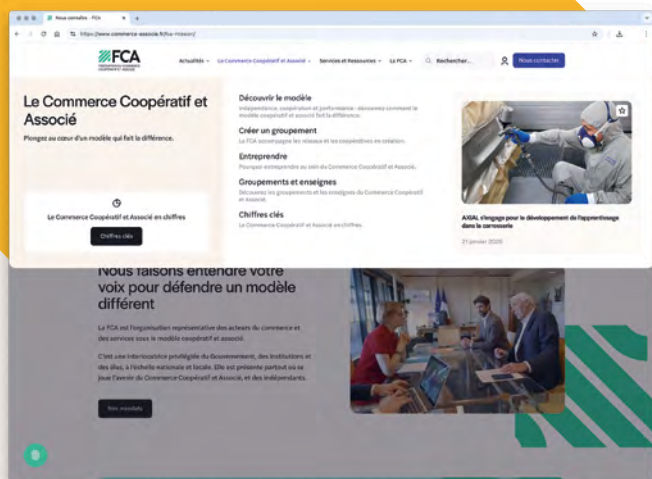 Nous connaître - FCA
https://www.commerce-associe.fr/fca-mission/
FCA
Actualités
Le Commerce Coopératif et Associé
Services et Ressources
La FCA
Rechercher...
Nous contacter
Le Commerce Coopératif et
Associé
Plongez au cœur d'un modèle qui fait la différence.
Le Commerce Coopératif et Associé en chiffres
Chiffres clés
Découvrir le modèle
Indépendance, coopération et performance : découvrez comment le
modèle coopératif et associé fait la différence.
Créer un groupement
La FCA accompagne les réseaux et les coopératives en création.
Entreprendre
Pourquoi entreprendre au sein du Commerce Coopératif et Associé.
Groupements et enseignes
Découvrez les groupements et les enseignes du Commerce Coopératif
et Associé.
Chiffres clés
Le Commerce Coopératif et Associé en chiffres
AXIAL s'engage pour le développement de l'apprentissage
dans la carrosserie
21 janvier 2025
Nous faisons entendre votre
voix pour défendre un modèle
différent
La FCA est l'organisation représentative des acteurs du commerce et
des services sous le modèle coopératif et associé.
C'est une interlocutrice privilégiée du Gouvernement, des institutions et
des élus, à l'échelle nationale et locale. Elle est présente partout où se
joue l'avenir du Commerce Coopératif et Associé, et des indépendants.
Nos mandats